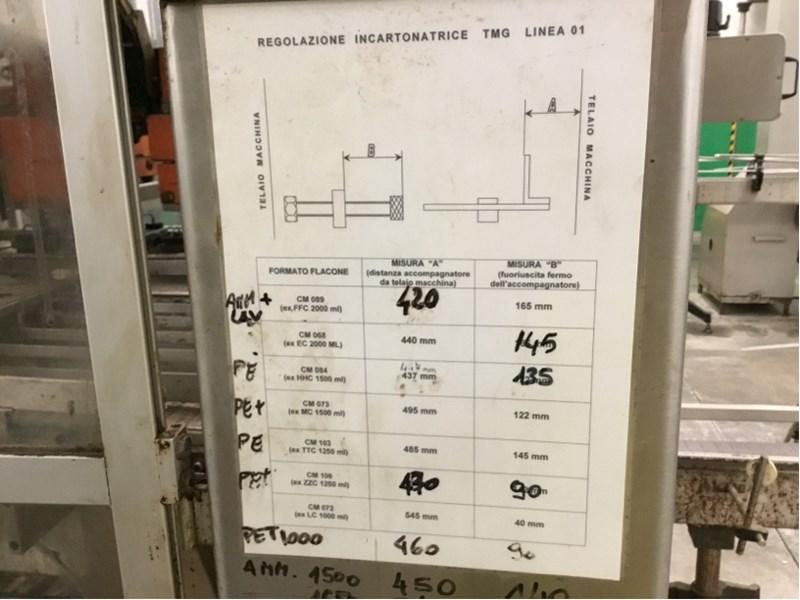 REGOLAZIONE INCARTONATRICE TMG LINEA 01
TELAIO MACCHINA
B
A
TELAIO MACCHINA
FORMATO FLACONE
MISURA "A"
(distanza accompagnatore
da telaio macchina)
MISURA "B"
(fuoriuscita fermo
dell'accompagnatore)
AMM +
LAV
CM 089
(ex FFC 2000 ml)
420
165 mm
CM 068
(ex EC 2000 ML)
440 mm
145
PE
CM 084
(ex HHC 1500 ml)
437 mm
135
PET
CM 073
(ex MC 1500 ml)
495 mm
122 mm
PE
CM 103
(ex TTC 1250 ml)
485 mm
145 mm
PET
CM 106
(ex ZZC 1250 ml)
470
90
CM 072
(ex LC 1000 ml)
545 mm
40 mm
PET 1000
460
90
AMM. 1500
450
140